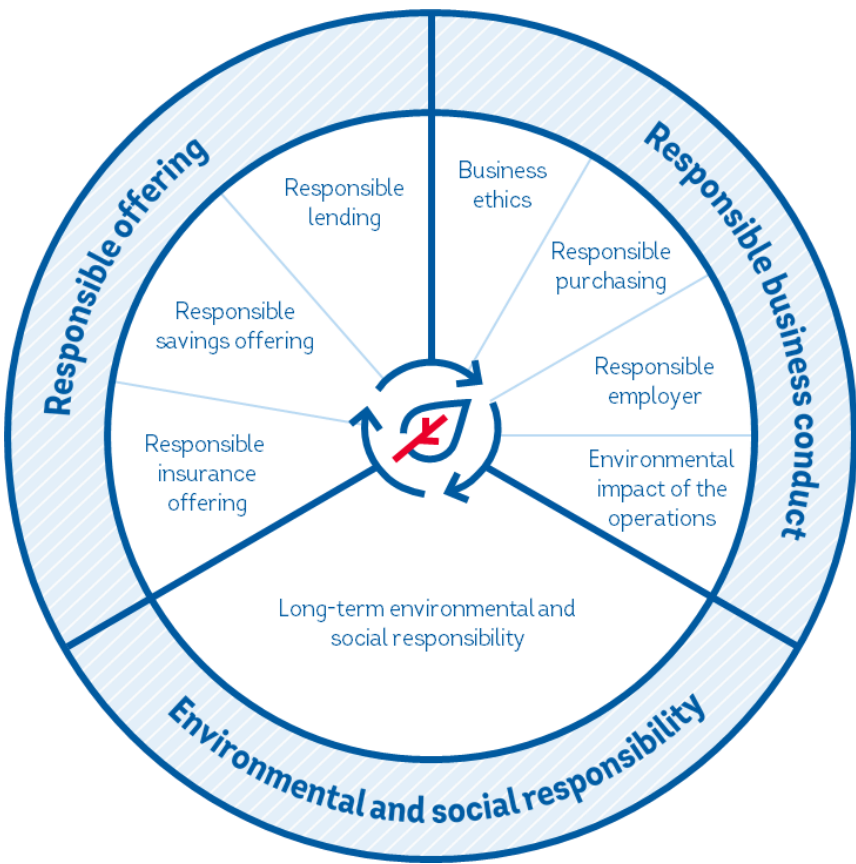 Responsible offering
Responsible business conduct
Environmental and social responsibility
Responsible
lending
Business
ethics
Responsible
purchasing
Responsible
savings offering
Responsible
employer
Responsible
insurance
offering
Environmental
impact of the
operations
Long-term environmental and
social responsibility